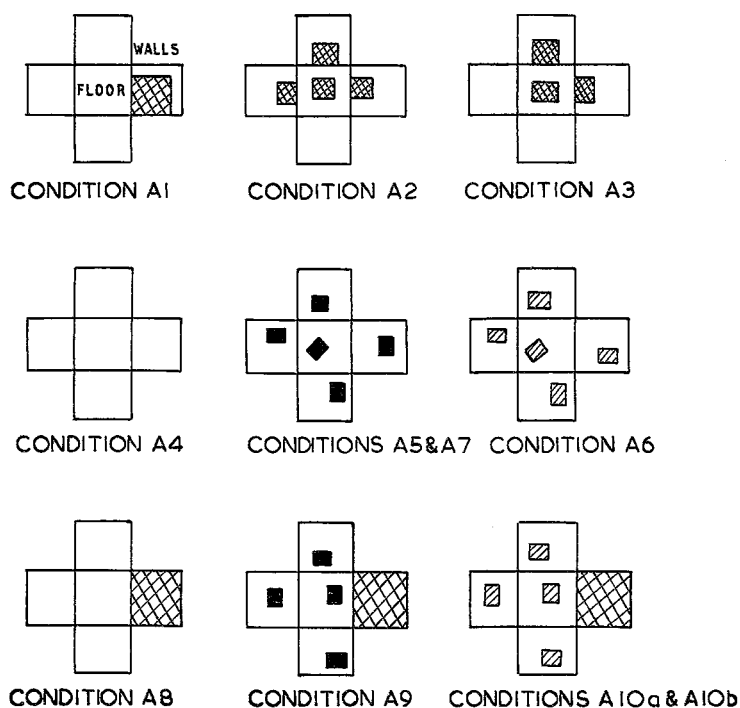 WALLS
FLOOR
CONDITION A1
CONDITION A2
CONDITION A3
CONDITION A4
CONDITIONS A5&A7
CONDITION A6
CONDITION A8
CONDITION A9
CONDITIONS A10a & A10b